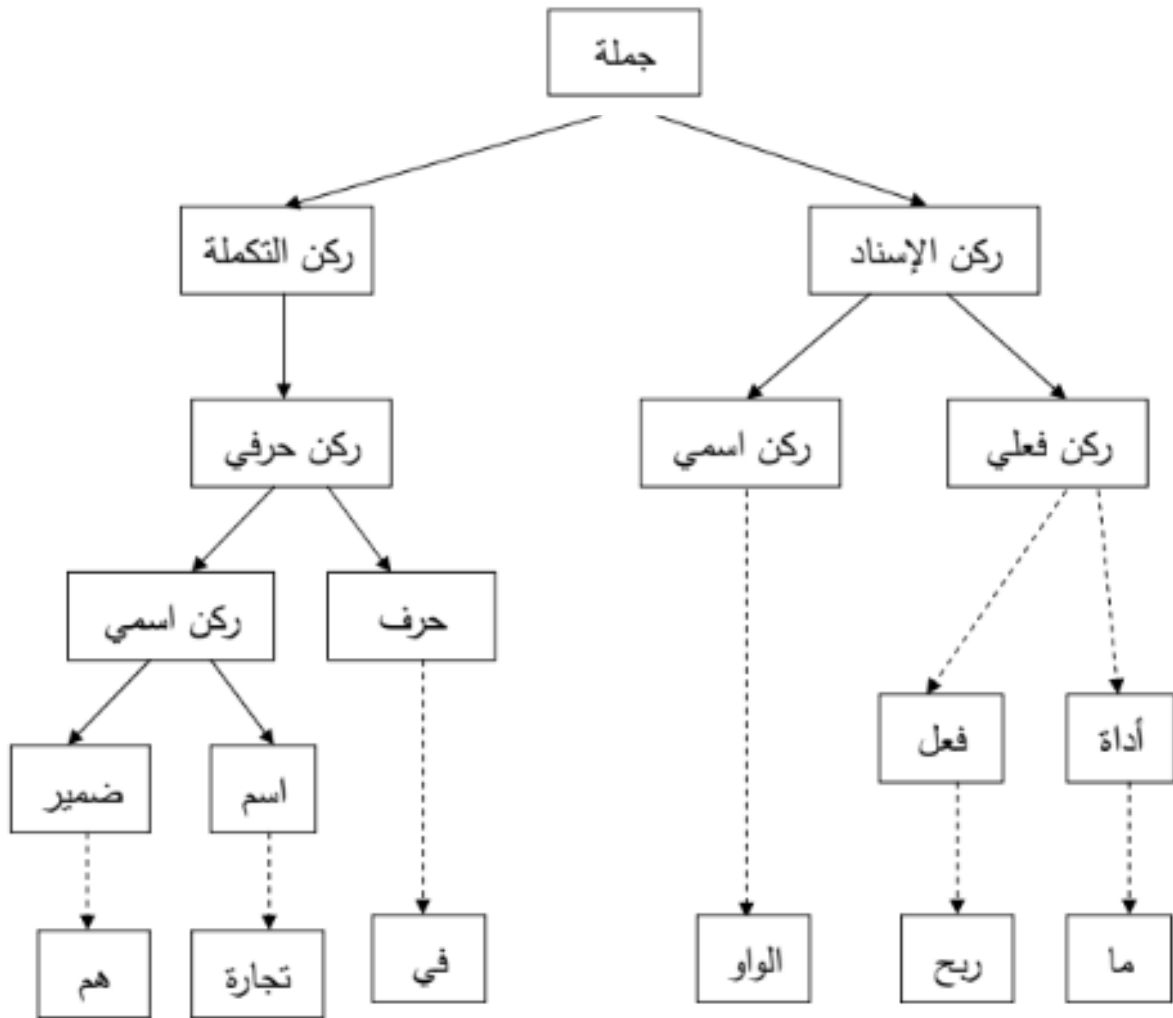 جملة
ركن الإسناد
ركن التكملة
ركن فعلي
ركن اسمي
ركن حرفي
حرف
ركن اسمي
أداة
فعل
اسم
ضمير
ما
ربح
الواو
في
تجارة
هم